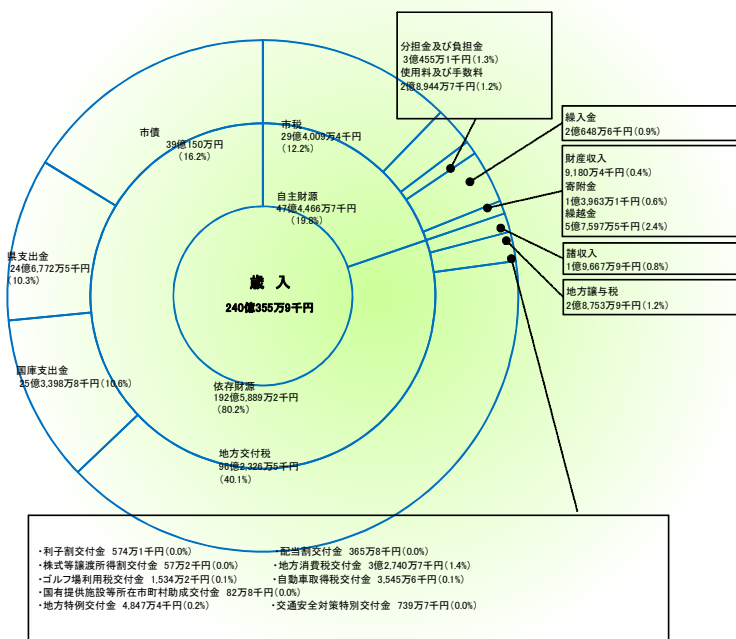 分担金及び負担金
3億455万1千円(1.3%)
使用料及び手数料
2億8,944万7千円(1.2%)
繰入金
2億648万6千円(0.9%)
財産収入
9,180万4千円(0.4%)
寄附金
1億3,963万1千円(0.6%)
繰越金
5億7,597万5千円(2.4%)
諸収入
1億9,667万9千円(0.8%)
地方譲与税
2億8,753万9千円(1.2%)
市税
29億4,009万4千円
(12.2%)
市債
39億150万円
(16.2%)
自主財源
47億4,466万7千円
(19.8%)
県支出金
24億6,772万5千円
(10.3%)
歳 入
240億355万9千円
国庫支出金
25億3,398万8千円(10.6%)
依存財源
192億5,889万2千円
(80.2%)
地方交付税
96億2,326万5千円
(40.1%)
・利子割交付金 574万1千円(0.0%) ・配当割交付金 365万8千円(0.0%)
・株式等譲渡所得割交付金 57万2千円(0.0%) ・地方消費税交付金 3億2,740万7千円(1.4%)
・ゴルフ場利用税交付金 1,534万2千円(0.1%) ・自動車取得税交付金 3,545万6千円(0.1%)
・国有提供施設等所在市町村助成交付金 82万8千円(0.0%)
・地方特例交付金 4,847万4千円(0.2%) ・交通安全対策特別交付金 739万7千円(0.0%)